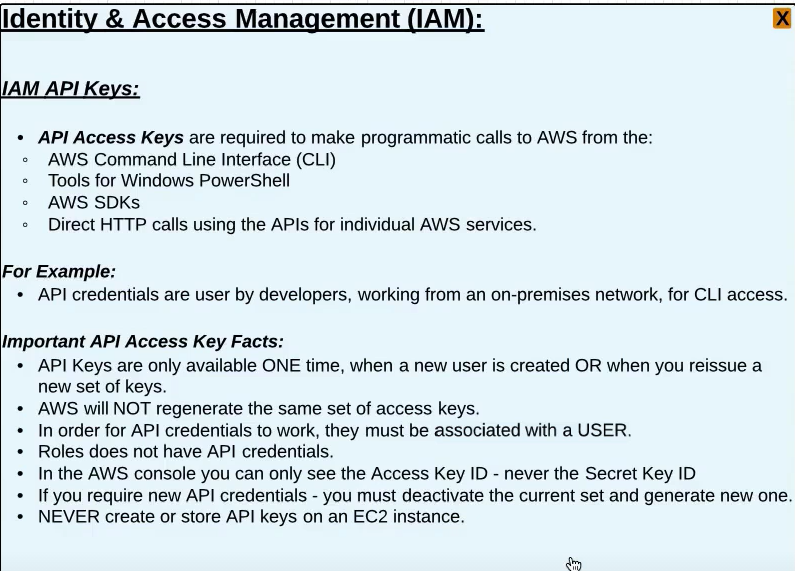 Identity & Access Management (IAM):
X
IAM API Keys:
• API Access Keys are required to make programmatic calls to AWS from the:
◦ AWS Command Line Interface (CLI)
◦ Tools for Windows PowerShell
◦ AWS SDKs
◦ Direct HTTP calls using the APIs for individual AWS services.
For Example:
• API credentials are user by developers, working from an on-premises network, for CLI access.
Important API Access Key Facts:
• API Keys are only available ONE time, when a new user is created OR when you reissue a
new set of keys.
• AWS will NOT regenerate the same set of access keys.
• In order for API credentials to work, they must be associated with a USER.
• Roles does not have API credentials.
• In the AWS console you can only see the Access Key ID - never the Secret Key ID
• If you require new API credentials - you must deactivate the current set and generate new one.
• NEVER create or store API keys on an EC2 instance.